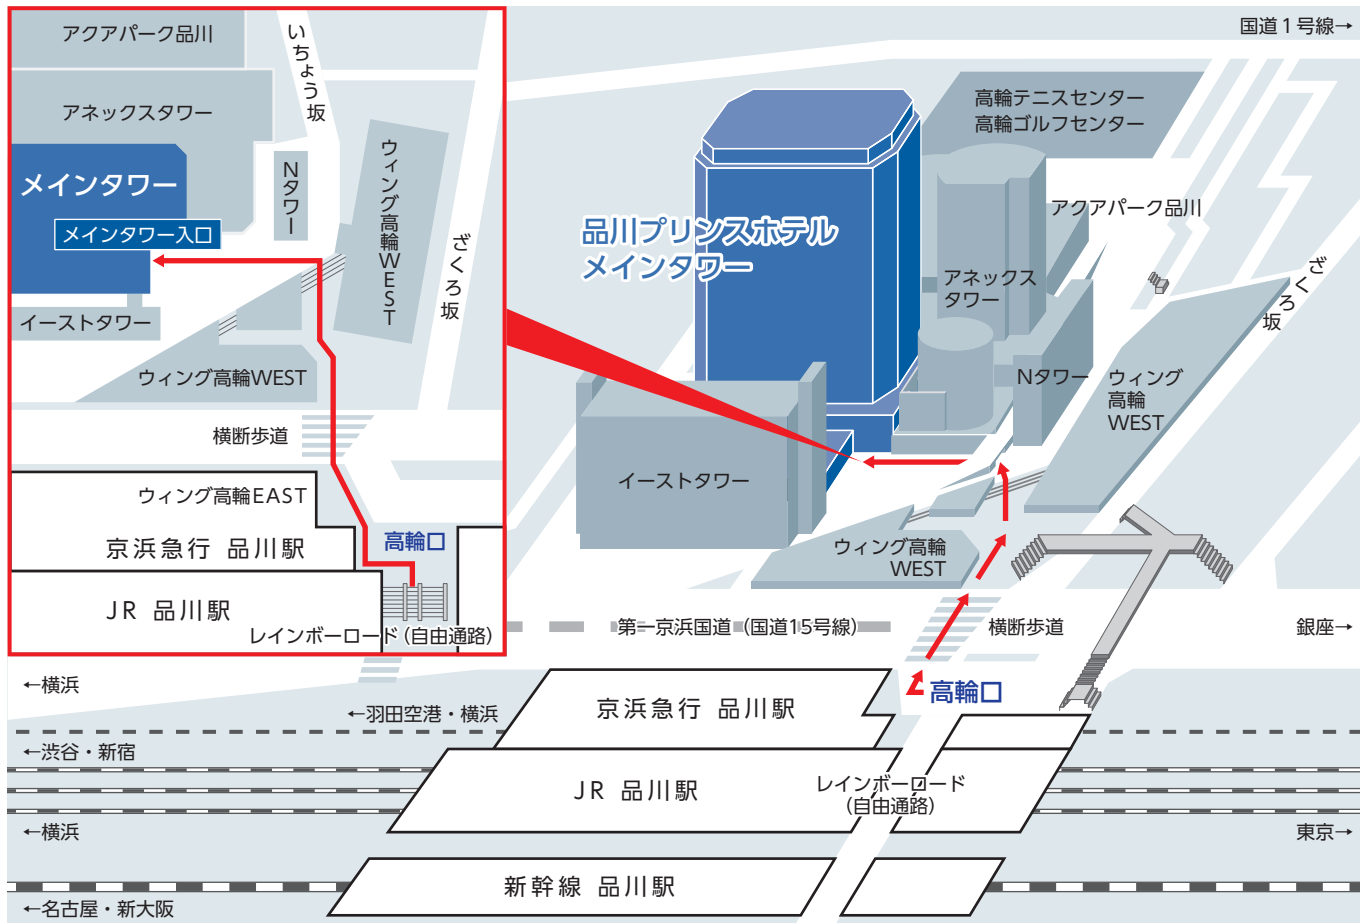 アクアパーク品川
いちょう坂
アネックスタワー
メインタワー
メインタワー入口
Nタワー
ウィング高輪WEST
ざくろ坂
イーストタワー
ウィング高輪WEST
横断歩道
ウィング高輪EAST
京浜急行 品川駅
高輪口
JR 品川駅
レインボーロード(自由通路)
国道1号線→
高輪テニスセンター
高輪ゴルフセンター
アクアパーク品川
品川プリンスホテル
メインタワー
アネックス
タワー
ざくろ坂
Nタワー
ウィング
高輪
WEST
イーストタワー
ウィング高輪
WEST
第一京浜国道(国道15号線)
横断歩道
銀座→
←横浜
高輪口
←羽田空港・横浜
京浜急行 品川駅
←渋谷・新宿
JR 品川駅
レインボーロード
(自由通路)
←横浜
東京→
新幹線 品川駅
←名古屋・新大阪